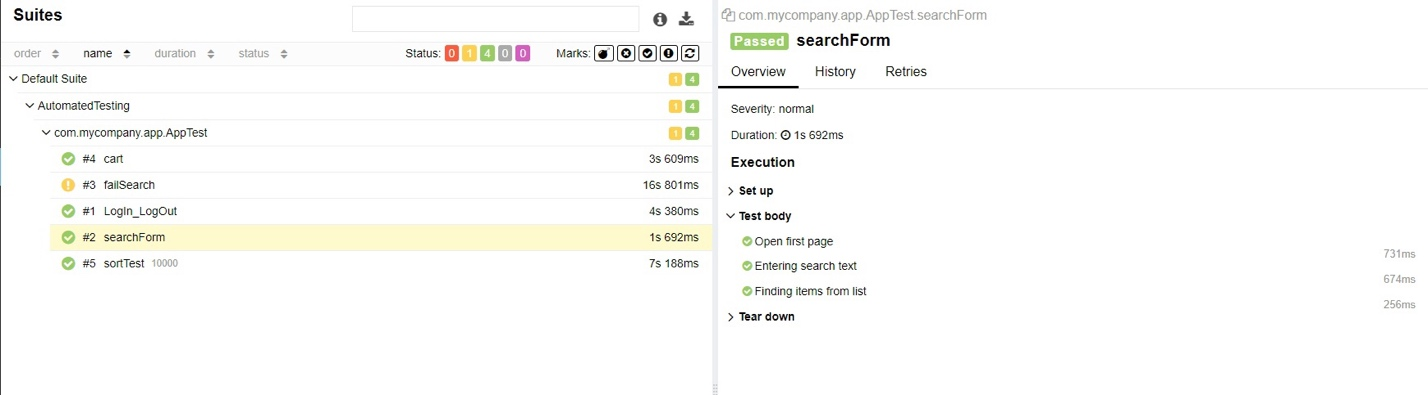 Suites
order name duration status Status: 0 1 4 0 0 Marks:
Default Suite 1 4
AutomatedTesting 1 4
com.mycompany.app.AppTest 1 4
#4 cart 3s 609ms
#3 failSearch 16s 801ms
#1 LogIn_LogOut 4s 380ms
#2 searchForm 1s 692ms
#5 sortTest 10000 7s 188ms
com.mycompany.app.AppTest.searchForm
Passed searchForm
Overview History Retries
Severity: normal
Duration: 1s 692ms
Execution
Set up
Test body
Open first page
731ms
Entering search text
674ms
Finding items from list
256ms
Tear down